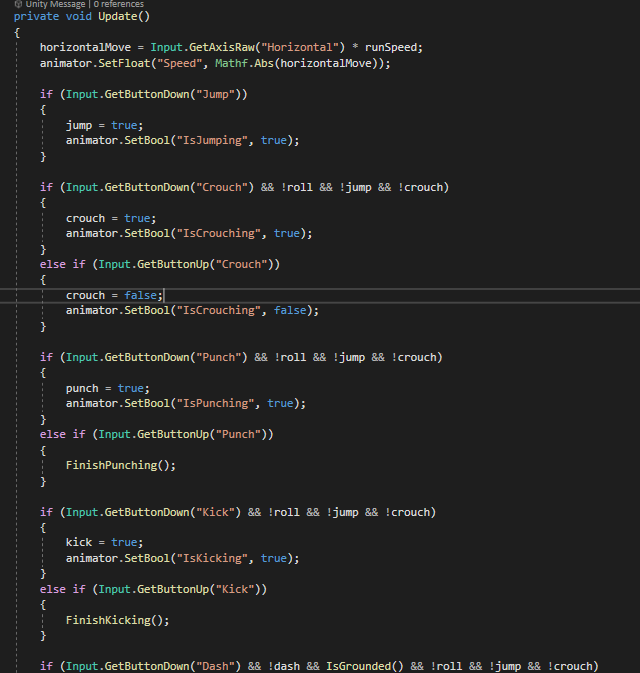 Unity Message | 0 references
private void Update()
{
horizontalMove = Input.GetAxisRaw("Horizontal") * runSpeed;
animator.SetFloat("Speed", Mathf.Abs(horizontalMove));
if (Input.GetButtonDown("Jump"))
{
jump = true;
animator.SetBool("IsJumping", true);
}
if (Input.GetButtonDown("Crouch") && !roll && !jump && !crouch)
{
crouch = true;
animator.SetBool("IsCrouching", true);
}
else if (Input.GetButtonUp("Crouch"))
{
crouch = false;
animator.SetBool("IsCrouching", false);
}
if (Input.GetButtonDown("Punch") && !roll && !jump && !crouch)
{
punch = true;
animator.SetBool("IsPunching", true);
}
else if (Input.GetButtonUp("Punch"))
{
FinishPunching();
}
if (Input.GetButtonDown("Kick") && !roll && !jump && !crouch)
{
kick = true;
animator.SetBool("IsKicking", true);
}
else if (Input.GetButtonUp("Kick"))
{
FinishKicking();
}
if (Input.GetButtonDown("Dash") && !dash && IsGrounded() && !roll && !jump && !crouch)